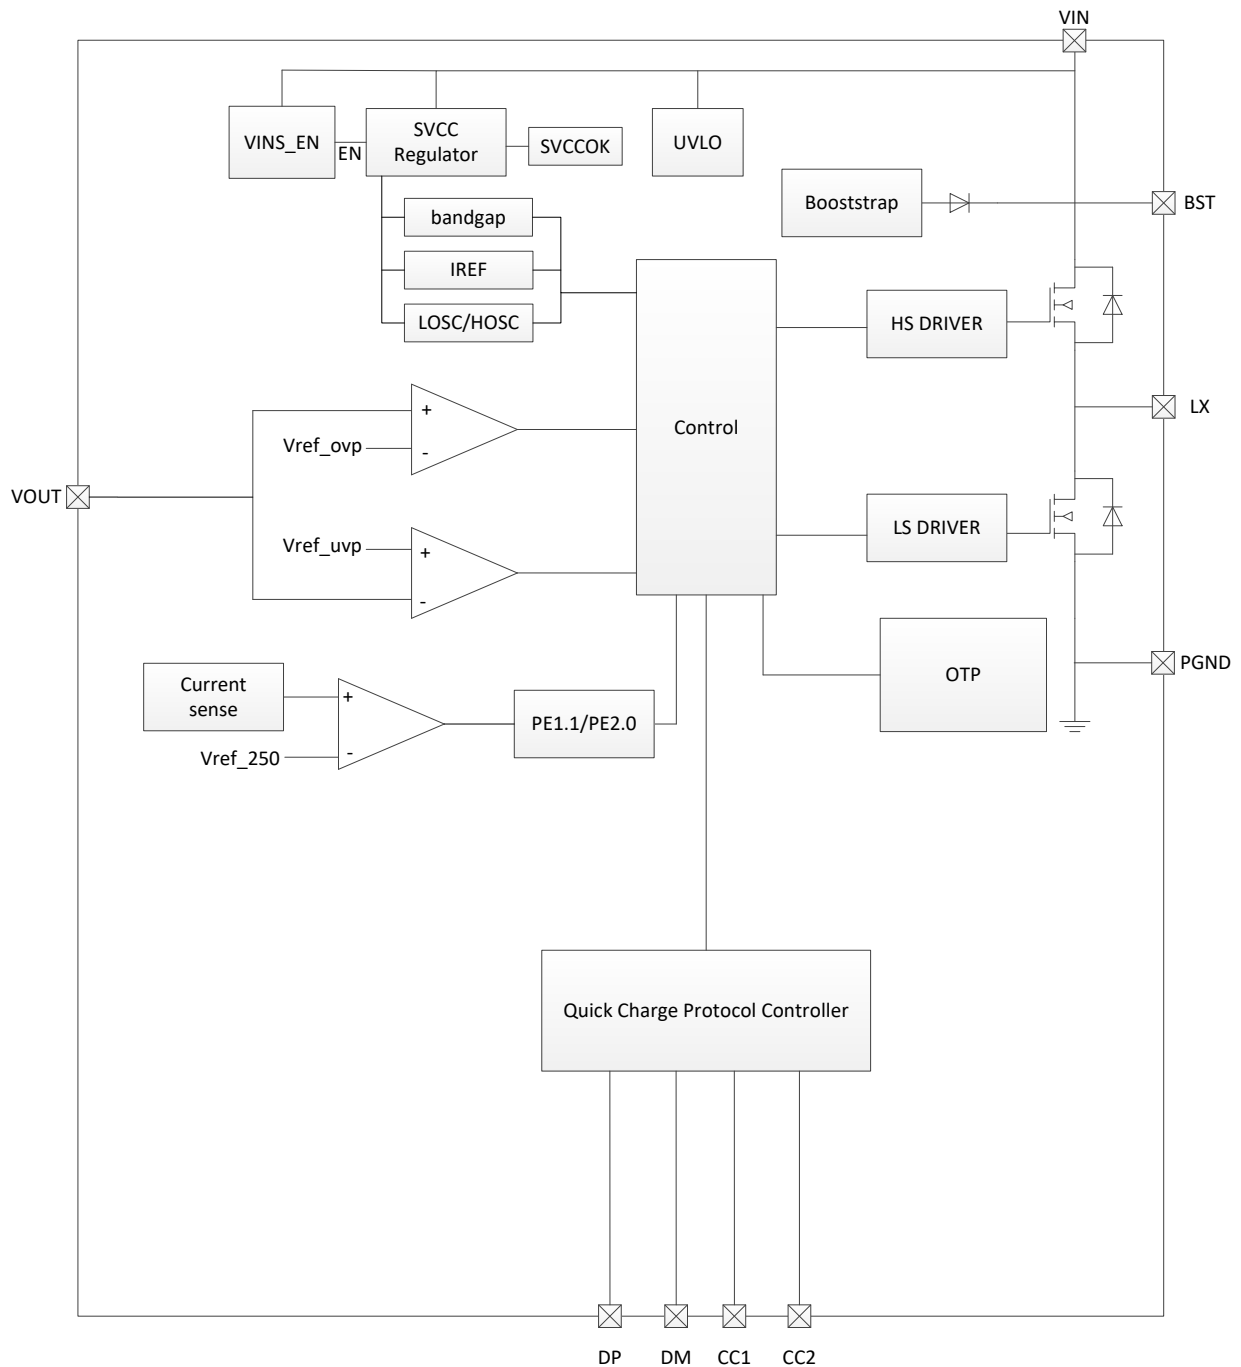 VIN
VINS_EN
EN
SVCC
Regulator
SVCCOK
UVLO
Booststrap
BST
bandgap
IREF
LOSC/HOSC
HS DRIVER
LX
Control
+
Vref_ovp
-
VOUT
Vref_uvp
+
-
LS DRIVER
Current
sense
+
Vref_250
-
PE1.1/PE2.0
OTP
PGND
Quick Charge Protocol Controller
DP
DM
CC1
CC2